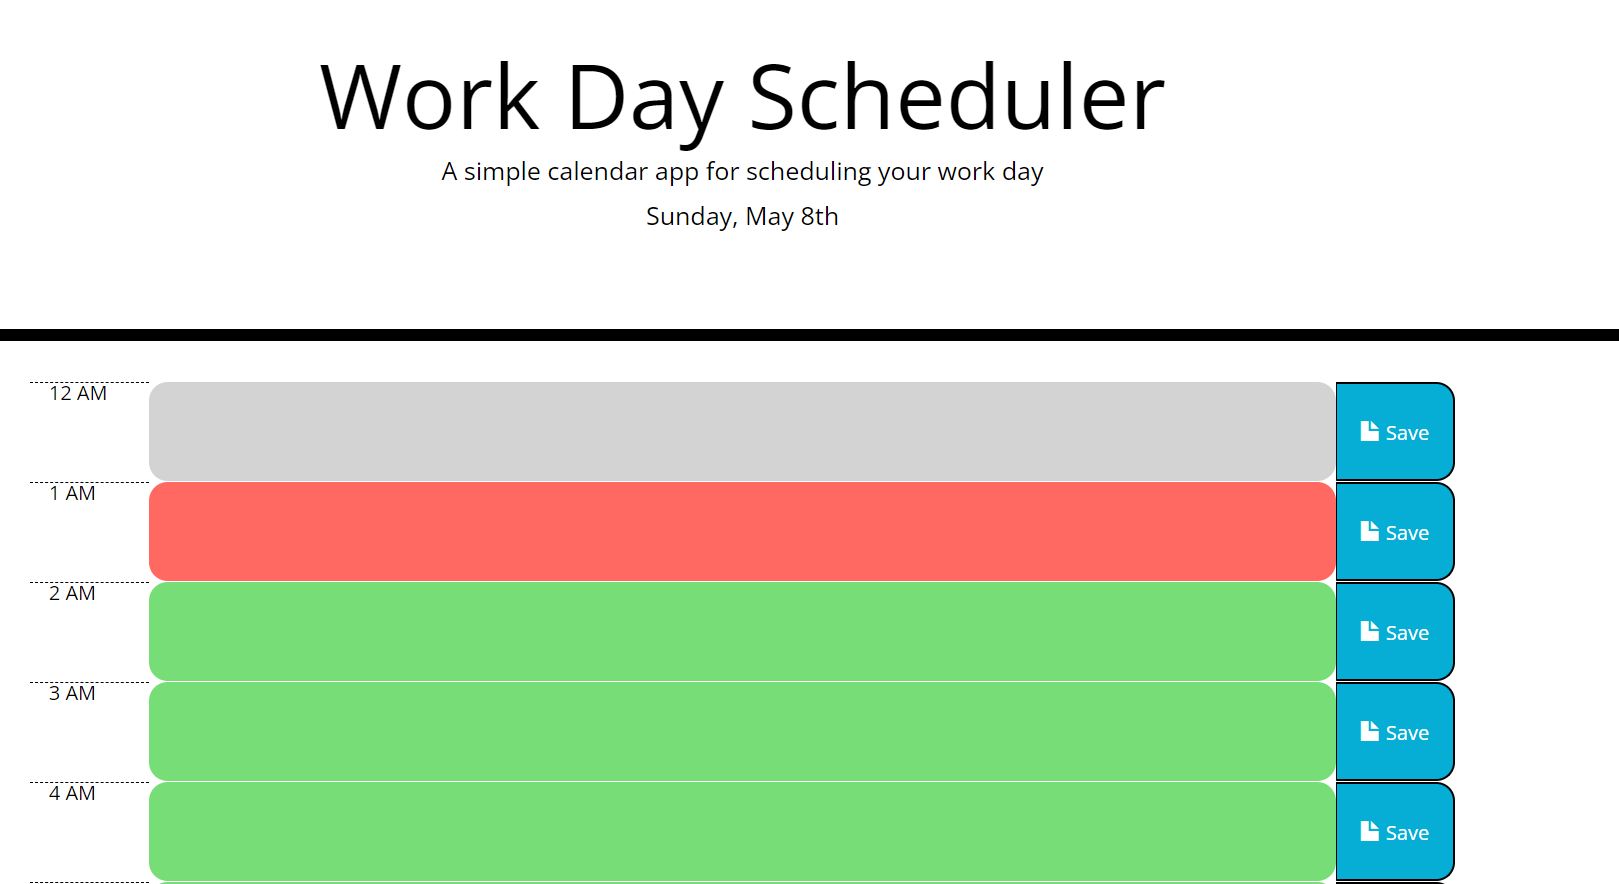 Work Day Scheduler
A simple calendar app for scheduling your work day
Sunday, May 8th
12 AM
Save
1 AM
Save
2 AM
Save
3 AM
Save
4 AM
Save